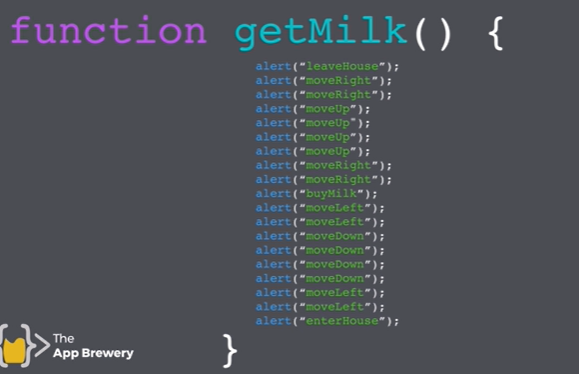 function getMilk() {
alert(“leaveHouse”);
alert(“moveRight”);
alert(“moveRight”);
alert(“moveUp”);
alert(“moveUp”);
alert(“moveUp”);
alert(“moveUp”);
alert(“moveRight”);
alert(“moveRight”);
alert(“buyMilk”);
alert(“moveLeft”);
alert(“moveLeft”);
alert(“moveDown”);
alert(“moveDown”);
alert(“moveDown”);
alert(“moveDown”);
alert(“moveLeft”);
alert(“moveLeft”);
alert(“enterHouse”);
}
The
App Brewery